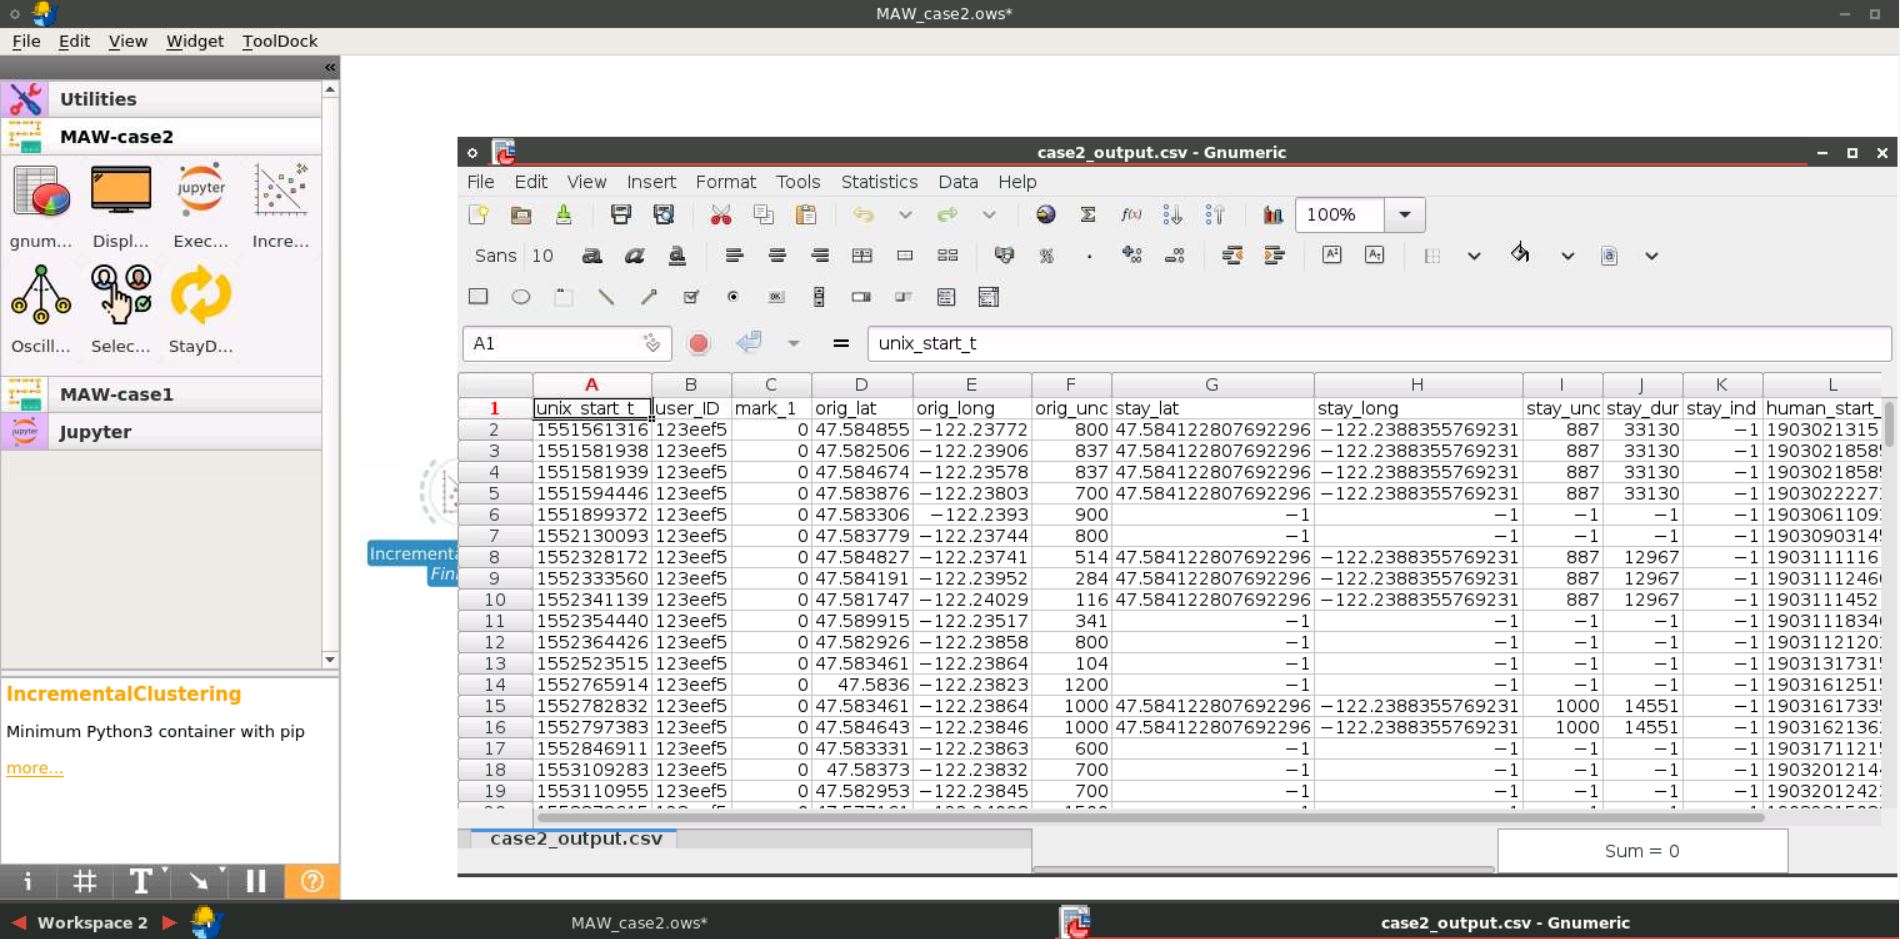 MAW_case2.ows*
File Edit View Widget ToolDock
Utilities
MAW-case2
gnum... Displ... Exec... Incre...
Oscill... Selec... StayD...
MAW-case1
Jupyter
IncrementalClustering
Minimum Python3 container with pip
more...
Incrementa
Fini
case2_output.csv - Gnumeric
File Edit View Insert Format Tools Statistics Data Help
100%
Sans 10
A1 = unix_start_t
A B C D E F G H I J K L
1 unix_start_t user_ID mark_1 orig_lat orig_long orig_unc stay_lat stay_long stay_unc stay_dur stay_ind human_start_
2 1551561316 123eef5 0 47.584855 −122.23772 800 47.584122807692296 −122.2388355769231 887 33130 −1 1903021315
3 1551581938 123eef5 0 47.582506 −122.23906 837 47.584122807692296 −122.2388355769231 887 33130 −1 190302185
4 1551581939 123eef5 0 47.584674 −122.23578 837 47.584122807692296 −122.2388355769231 887 33130 −1 190302185
5 1551594446 123eef5 0 47.583876 −122.23803 700 47.584122807692296 −122.2388355769231 887 33130 −1 190302227
6 1551899372 123eef5 0 47.583306 −122.2393 900 −1 −1 −1 −1 −1 190306110
7 1552130093 123eef5 0 47.583779 −122.23744 800 −1 −1 −1 −1 −1 190309031
8 1552328172 123eef5 0 47.584827 −122.23741 514 47.584122807692296 −122.2388355769231 887 12967 −1 1903111116
9 1552333560 123eef5 0 47.584191 −122.23952 284 47.584122807692296 −122.2388355769231 887 12967 −1 1903111246
10 1552341139 123eef5 0 47.581747 −122.24029 116 47.584122807692296 −122.2388355769231 887 12967 −1 1903111452
11 1552354440 123eef5 0 47.589915 −122.23517 341 −1 −1 −1 −1 −1 1903111834
12 1552364426 123eef5 0 47.582926 −122.23858 800 −1 −1 −1 −1 −1 1903112120
13 1552523515 123eef5 0 47.583461 −122.23864 104 −1 −1 −1 −1 −1 1903131731
14 1552765914 123eef5 0 47.5836 −122.23823 1200 −1 −1 −1 −1 −1 1903161251
15 1552782832 123eef5 0 47.583461 −122.23864 1000 47.584122807692296 −122.2388355769231 1000 14551 −1 1903161733
16 1552797383 123eef5 0 47.584643 −122.23846 1000 47.584122807692296 −122.2388355769231 1000 14551 −1 1903162136
17 1552846911 123eef5 0 47.583331 −122.23863 600 −1 −1 −1 −1 −1 1903171121
18 1553109283 123eef5 0 47.58373 −122.23832 700 −1 −1 −1 −1 −1 1903201214
19 1553110955 123eef5 0 47.582953 −122.23845 700 −1 −1 −1 −1 −1 1903201242
case2_output.csv
Sum = 0
Workspace 2 MAW_case2.ows* case2_output.csv - Gnumeric